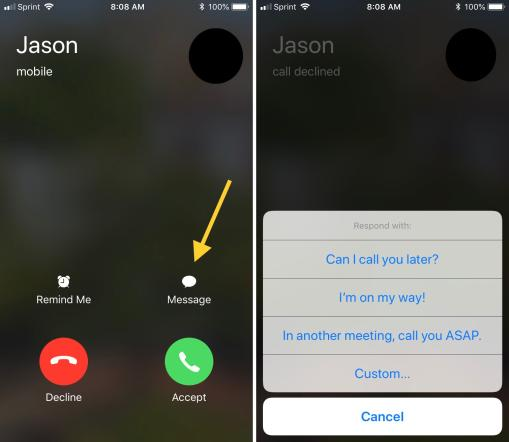 Sprint 8:08 AM 100%
Jason
mobile
Remind Me
Message
Decline
Accept
Sprint 8:08 AM 100%
Jason
call declined
Respond with:
Can I call you later?
I'm on my way!
In another meeting, call you ASAP.
Custom...
Cancel